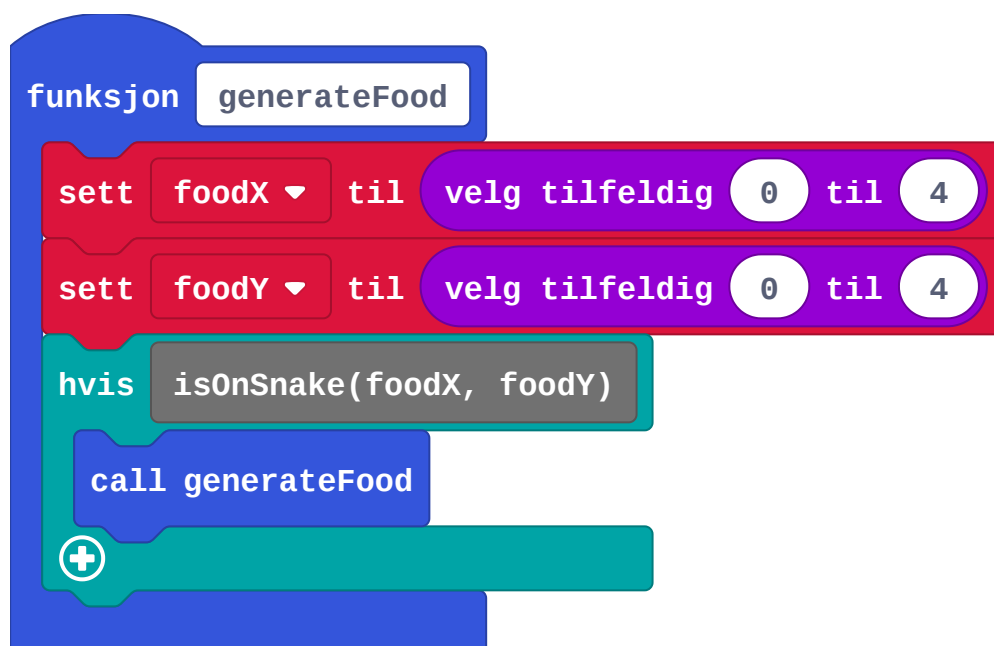 funksjon generateFood
sett foodX til velg tilfeldig 0 til 4
sett foodY til velg tilfeldig 0 til 4
hvis isOnSnake(foodX, foodY)
call generateFood